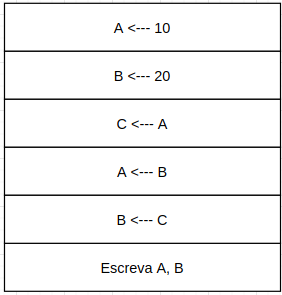 A <--- 10
B <--- 20
C <--- A
A <--- B
B <--- C
Escreva A, B